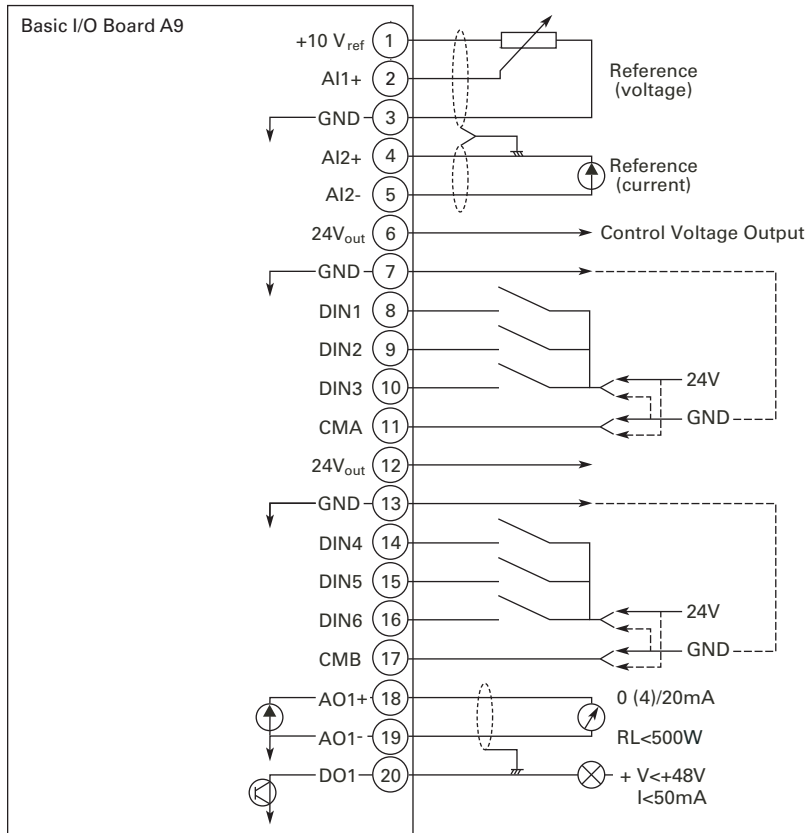 Basic I/O Board A9
+10 Vref
1
AI1+
2
Reference
(voltage)
GND
3
AI2+
4
Reference
(current)
AI2-
5
24Vout
6
Control Voltage Output
GND
7
DIN1
8
DIN2
9
DIN3
10
24V
CMA
11
GND
24Vout
12
GND
13
DIN4
14
DIN5
15
DIN6
16
24V
CMB
17
GND
AO1+
18
0 (4)/20mA
AO1-
19
RL<500W
DO1
20
+ V<+48V
I<50mA